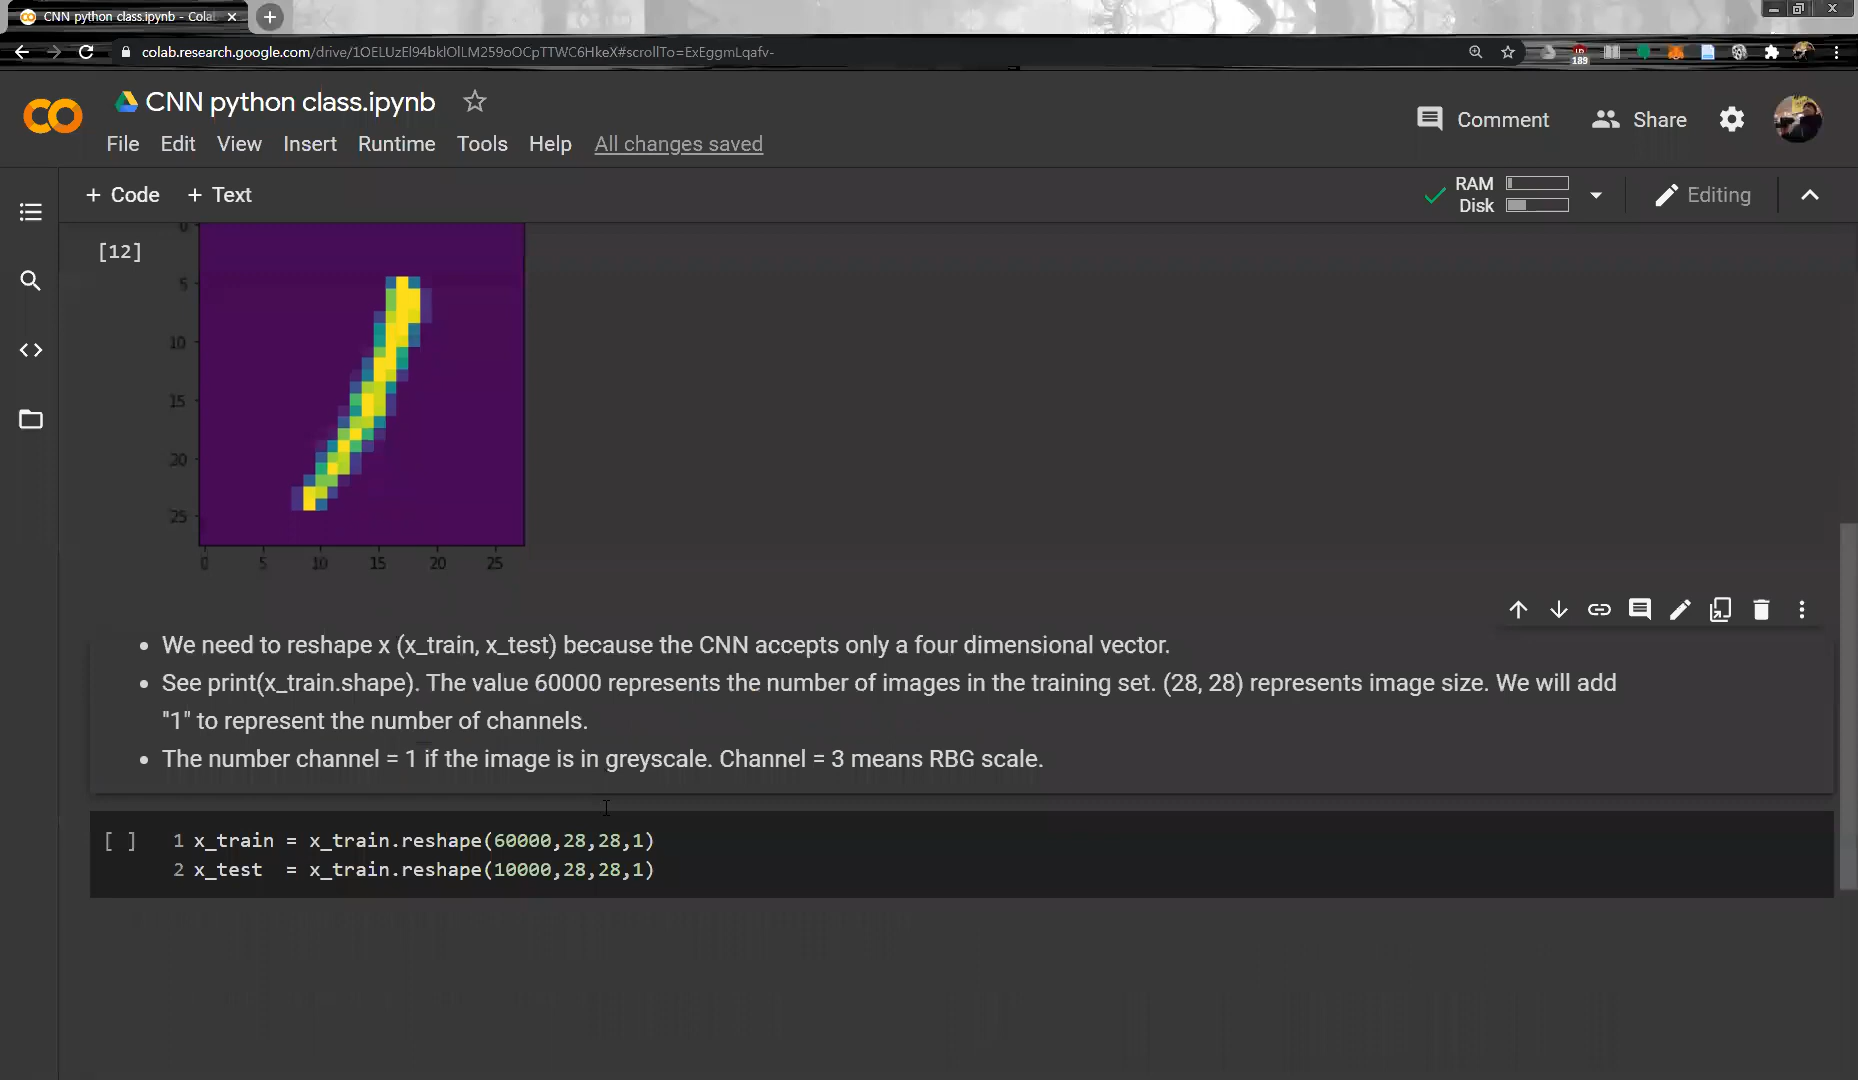 CNN python class.ipynb - Cola
colab.research.google.com/drive/1OELUzEl94bklOlLM259oOCpTTWC6HkeX#scrollTo=ExEggmLqafv-
189
CNN python class.ipynb
Comment
Share
File Edit View Insert Runtime Tools Help All changes saved
+ Code + Text
RAM
Disk
Editing
[12]
0
5
10
15
20
25
0 5 10 15 20 25
• We need to reshape x (x_train, x_test) because the CNN accepts only a four dimensional vector.
• See print(x_train.shape). The value 60000 represents the number of images in the training set. (28, 28) represents image size. We will add
"1" to represent the number of channels.
• The number channel = 1 if the image is in greyscale. Channel = 3 means RBG scale.
[ ] 1 x_train = x_train.reshape(60000,28,28,1)
2 x_test  = x_train.reshape(10000,28,28,1)